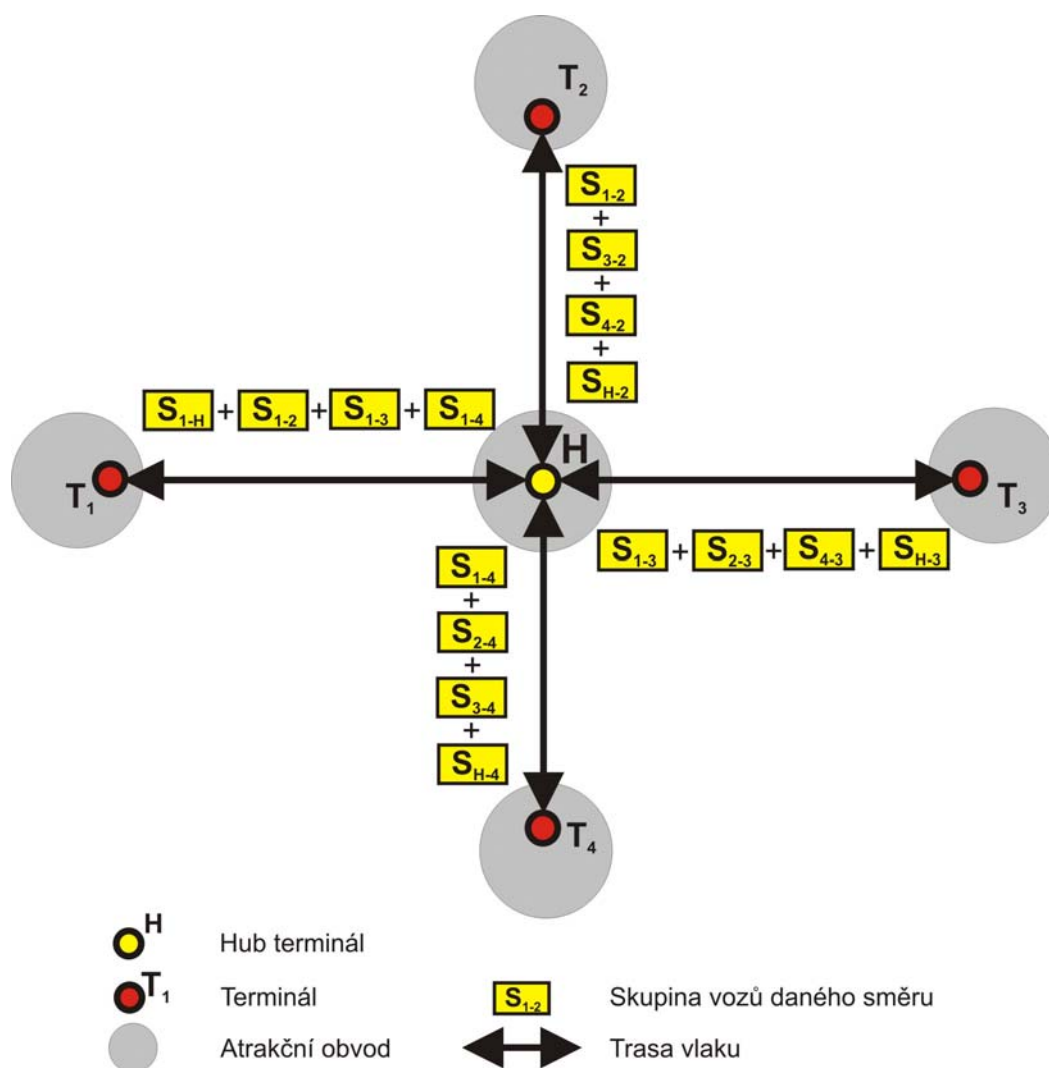 T2
S1-2
+
S3-2
+
S4-2
+
SH-2
S1-H + S1-2 + S1-3 + S1-4
H
T1
T3
S1-3 + S2-3 + S4-3 + SH-3
S1-4
+
S2-4
+
S3-4
+
SH-4
T4
H Hub terminál
T1 Terminál
S1-2 Skupina vozů daného směru
Atrakční obvod
Trasa vlaku